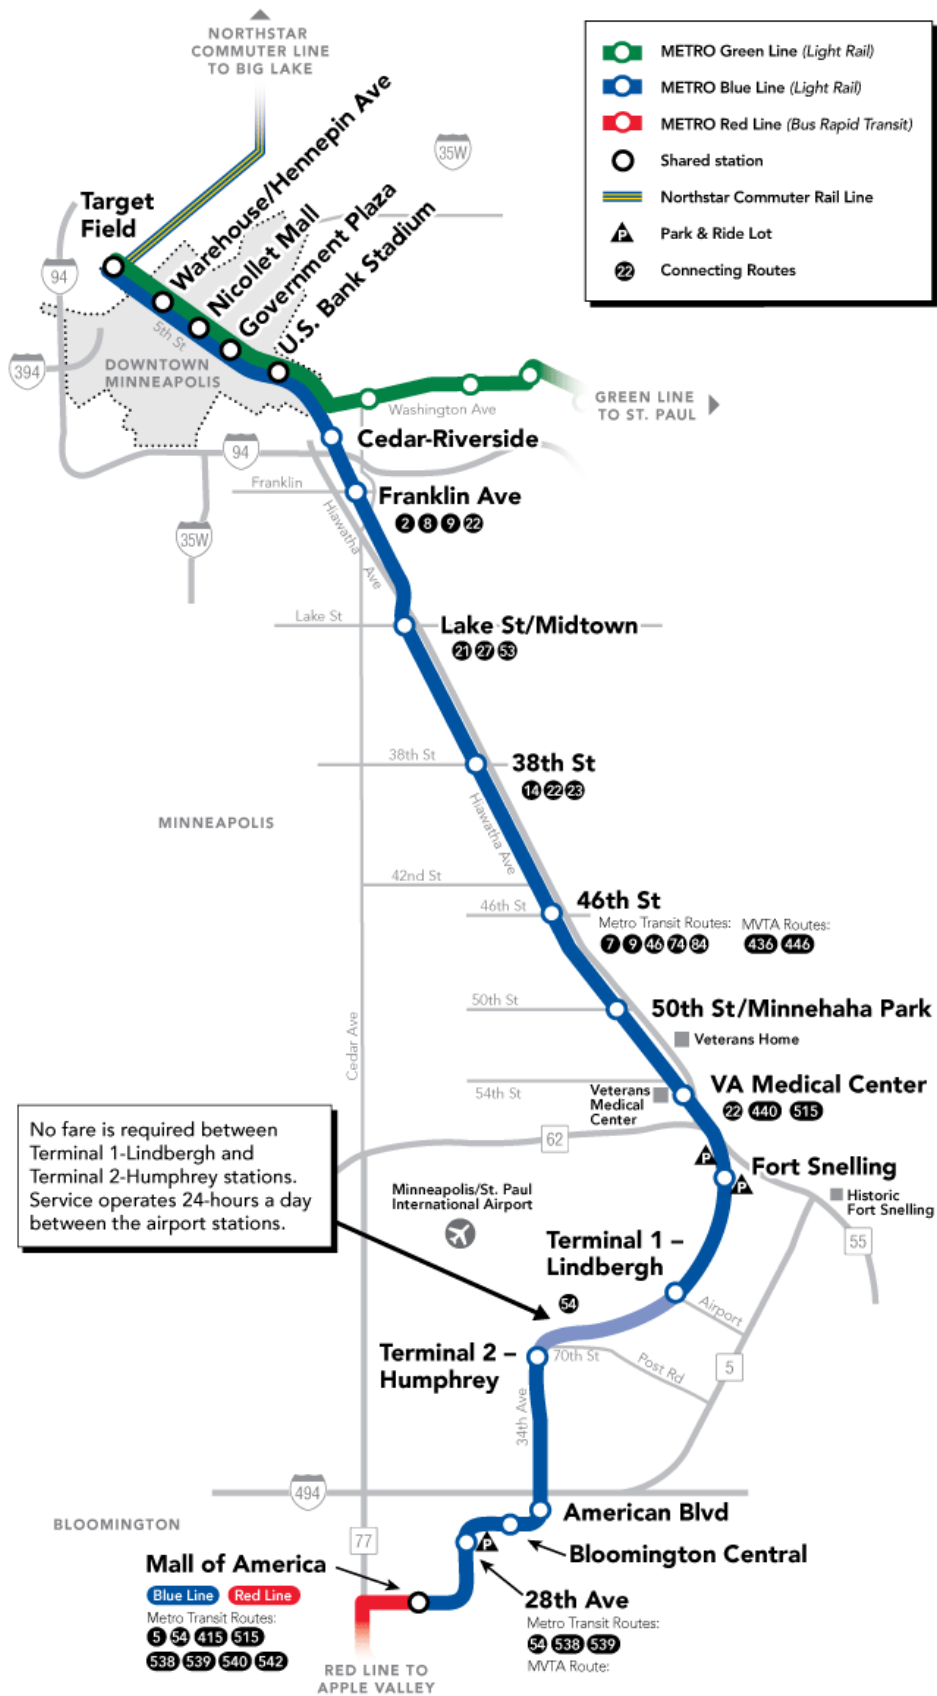 NORTHSTAR
COMMUTER LINE
TO BIG LAKE
METRO Green Line (Light Rail)
METRO Blue Line (Light Rail)
METRO Red Line (Bus Rapid Transit)
Shared station
Northstar Commuter Rail Line
P Park & Ride Lot
22 Connecting Routes
35W
Target
Field
Warehouse/Hennepin Ave
Nicollet Mall
Government Plaza
U.S. Bank Stadium
94
5th St
394
DOWNTOWN
MINNEAPOLIS
GREEN LINE
TO ST. PAUL
Washington Ave
Cedar-Riverside
94
Franklin
Franklin Ave
2 8 9 22
Hiawatha Ave
35W
Lake St
Lake St/Midtown
21 27 53
38th St
38th St
14 22 23
Hiawatha Ave
MINNEAPOLIS
42nd St
46th St
46th St
Metro Transit Routes: MVTA Routes:
7 9 46 74 84 436 446
50th St
50th St/Minnehaha Park
Veterans Home
Cedar Ave
54th St
Veterans
Medical
Center
VA Medical Center
22 440 515
No fare is required between
Terminal 1-Lindbergh and
Terminal 2-Humphrey stations.
Service operates 24-hours a day
between the airport stations.
62
P
Fort Snelling
P
Historic
Fort Snelling
55
Minneapolis/St. Paul
International Airport
Terminal 1 –
Lindbergh
54
Airport
Terminal 2 –
Humphrey
70th St
Post Rd
5
34th Ave
494
BLOOMINGTON
American Blvd
77
P
Bloomington Central
Mall of America
Blue Line Red Line
Metro Transit Routes:
5 54 415 515
538 539 540 542
28th Ave
Metro Transit Routes:
54 538 539
MVTA Route:
RED LINE TO
APPLE VALLEY